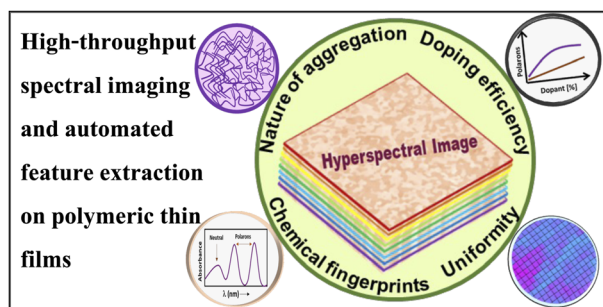 High-throughput
spectral imaging
and automated
feature extraction
on polymeric thin
films
Nature of aggregation
Doping efficiency
Hyperspectral Image
Chemical fingerprints
Uniformity
Polarons
Dopant [%]
Absorbance
Neutral
Polarons
λ (nm)